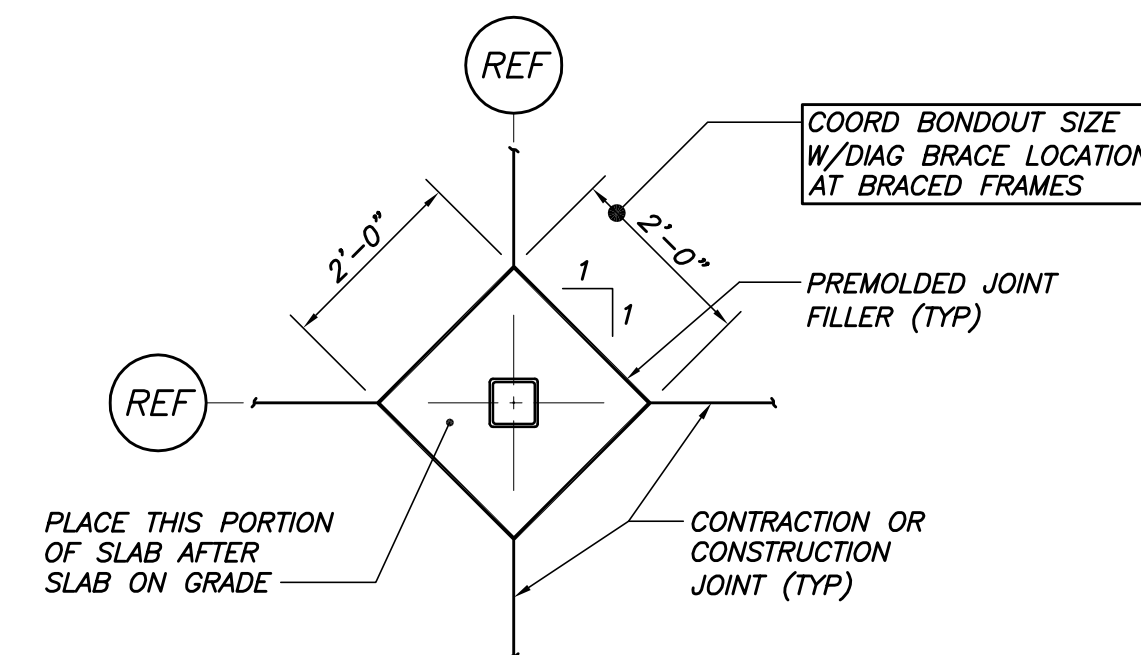 REF
COORD BONDOUT SIZE
W/DIAG BRACE LOCATION
AT BRACED FRAMES
2'-0"
2'-0"
1
1
PREMOLDED JOINT
FILLER (TYP)
REF
PLACE THIS PORTION
OF SLAB AFTER
SLAB ON GRADE
CONTRACTION OR
CONSTRUCTION
JOINT (TYP)